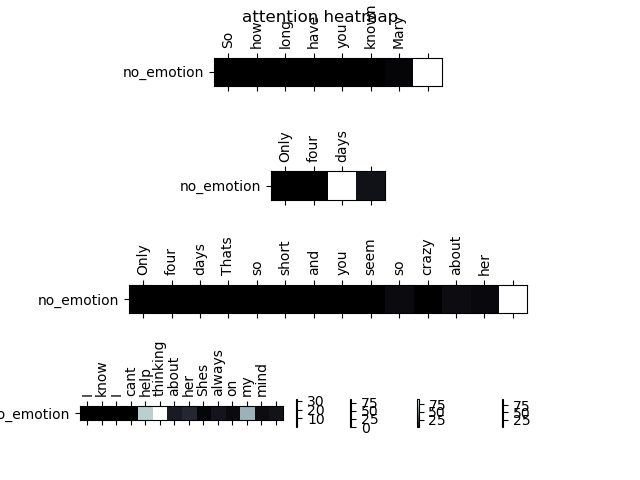 attention heatmap
So how long have you known Mary
no_emotion
Only four days
no_emotion
Only four days Thats so short and you seem so crazy about her
no_emotion
I know I cant help thinking about her Shes always on my mind
o_emotion
30 20 10
75 50 25 0
75 50 25
75 50 25